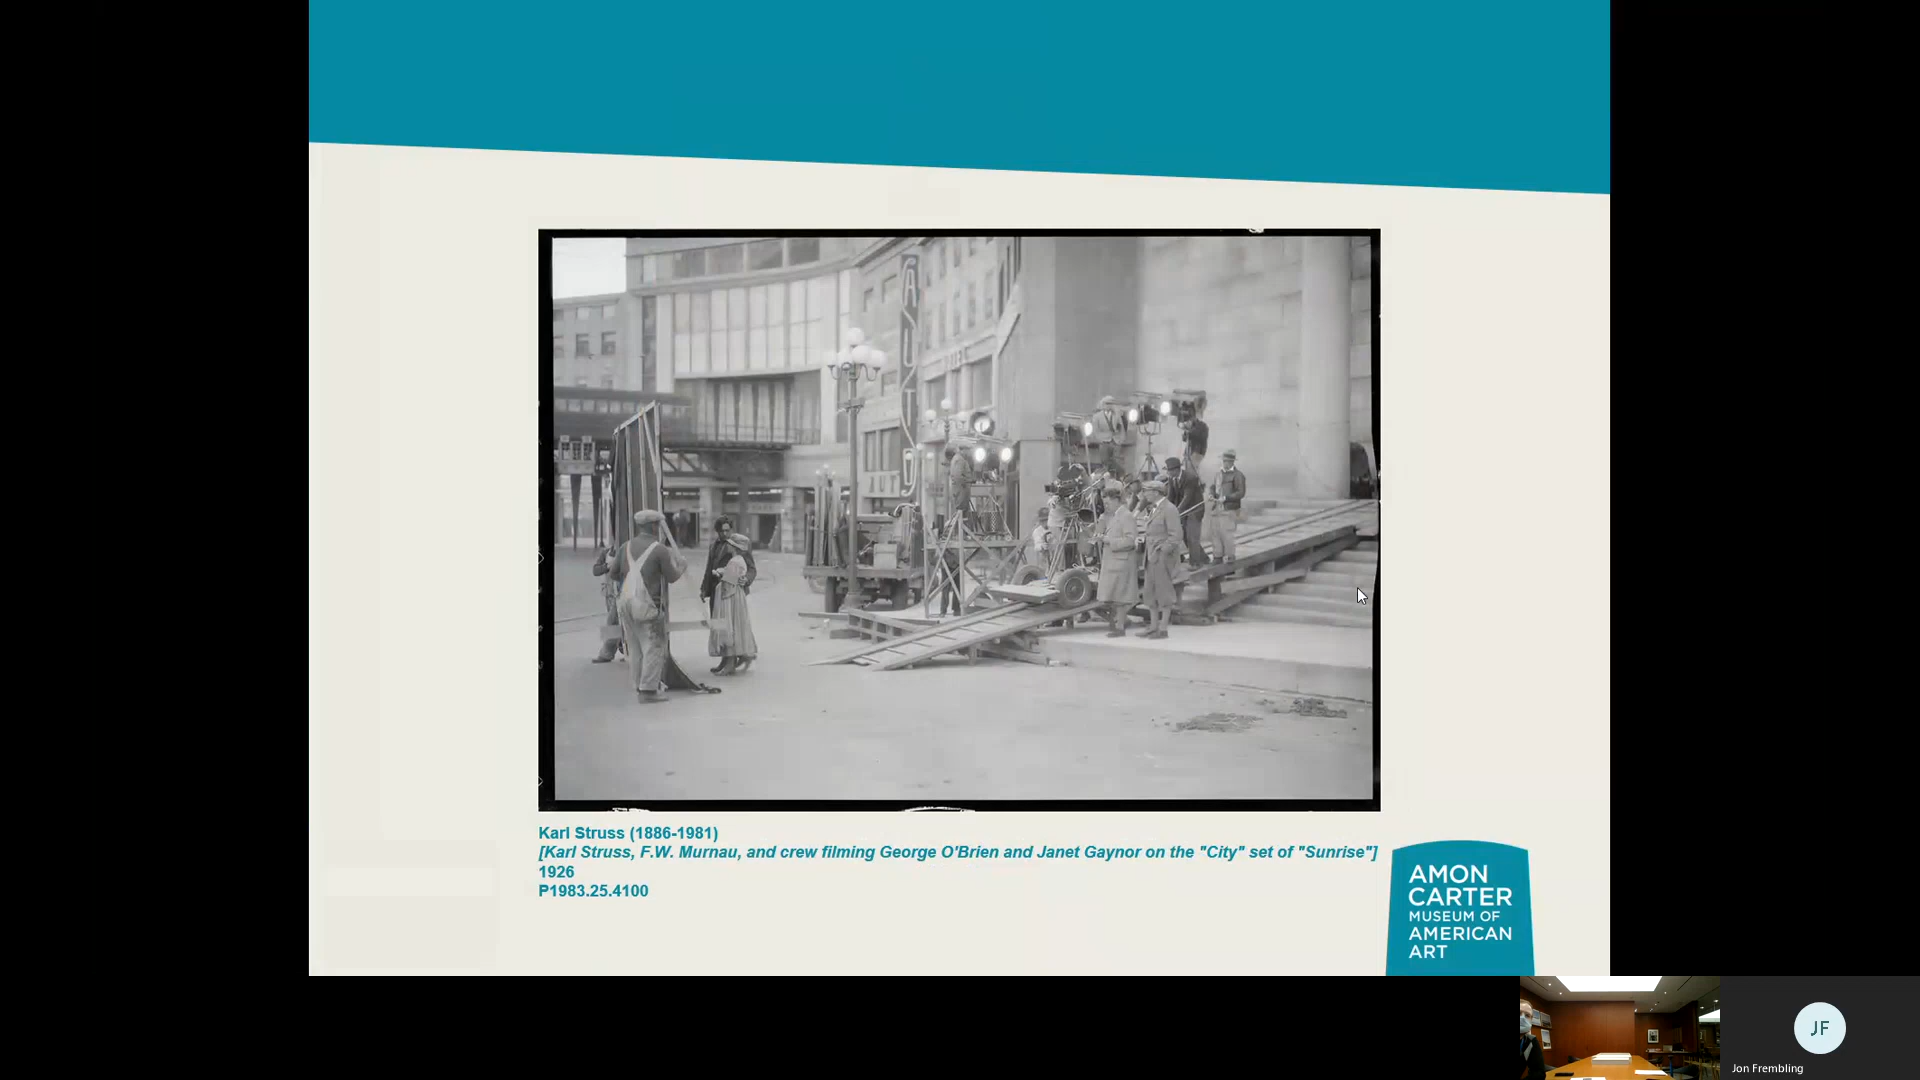 Karl Struss (1886-1981)
[Karl Struss, F.W. Murnau, and crew filming George O'Brien and Janet Gaynor on the "City" set of "Sunrise"]
1926
P1983.25.4100
AMON
CARTER
MUSEUM OF
AMERICAN
ART
JF
Jon Frembling